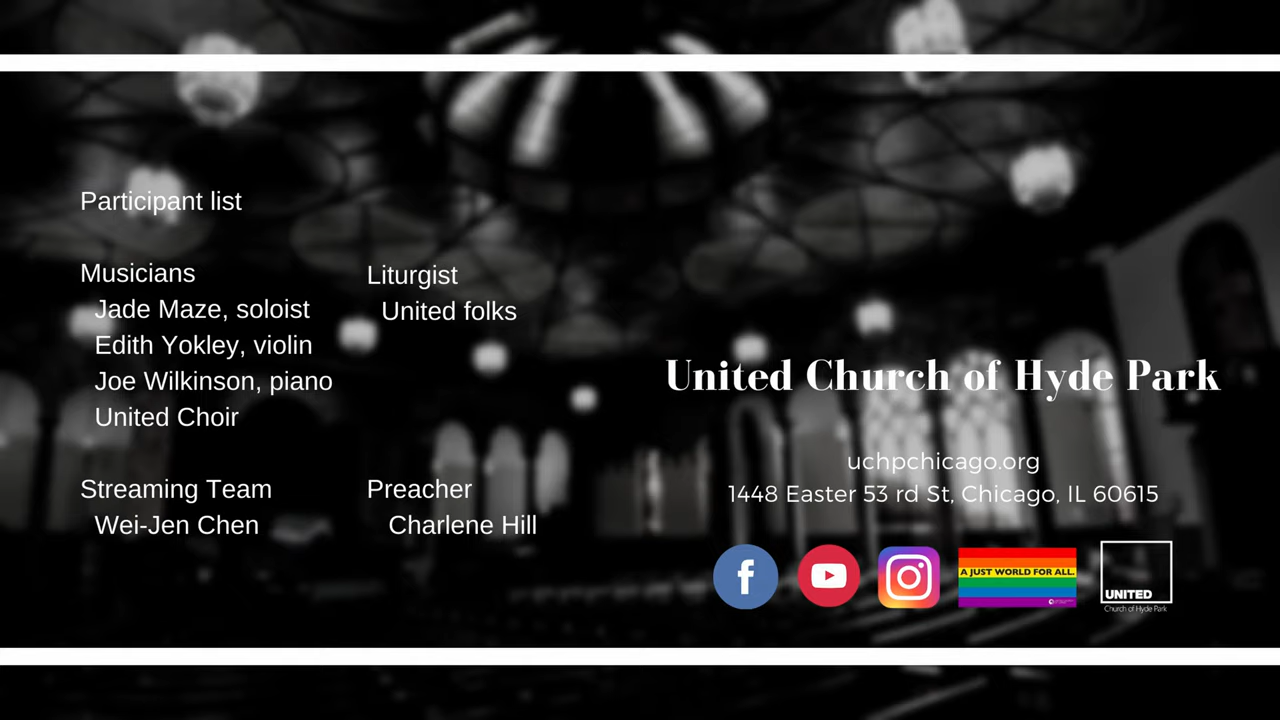 Participant list
Musicians
Jade Maze, soloist
Edith Yokley, violin
Joe Wilkinson, piano
United Choir
Streaming Team
Wei-Jen Chen
Liturgist
United folks
Preacher
Charlene Hill
United Church of Hyde Park
uchpchicago.org
1448 Easter 53 rd St, Chicago, IL 60615
A JUST WORLD FOR ALL.
UNITED
Church of Hyde Park